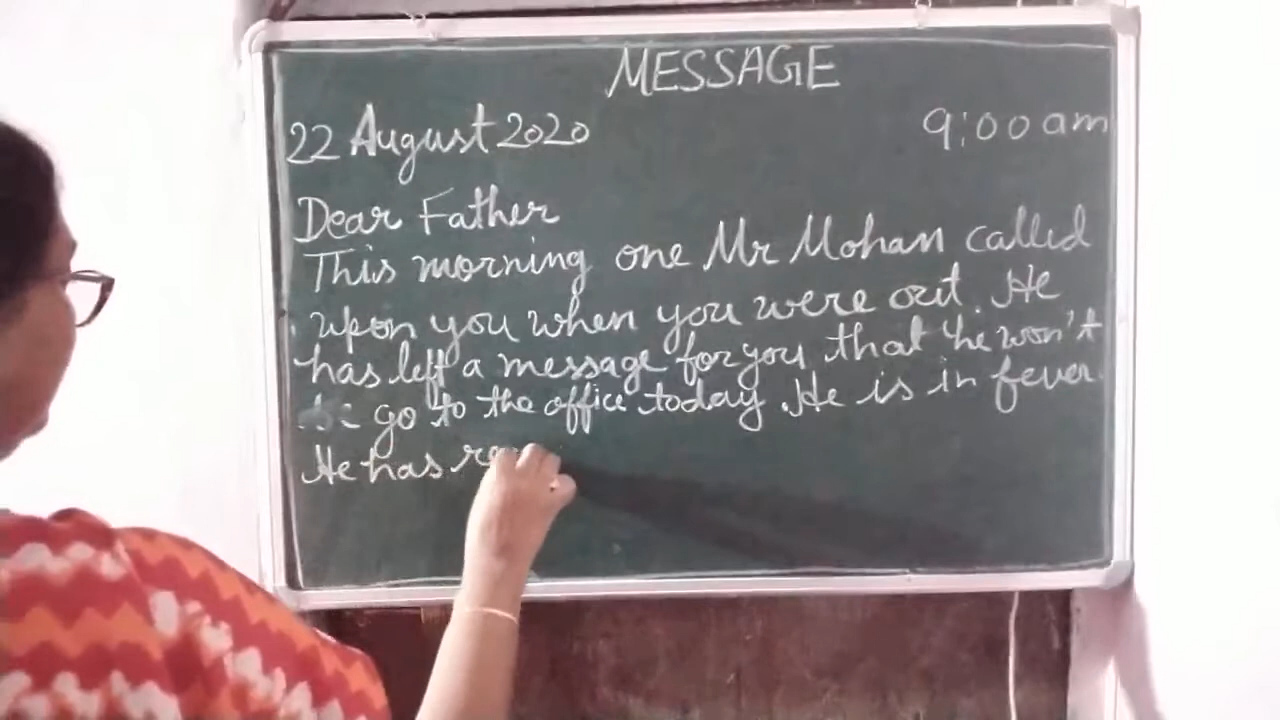 MESSAGE
22 August 2020 9:00 am
Dear Father
This morning one Mr Mohan called
upon you when you were out. He
has left a message for you that he won't
go to the office today. He is in fever.
He has